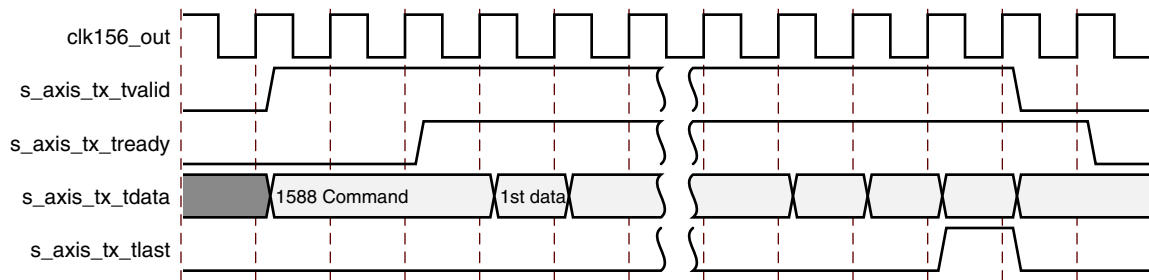 clk156_out
s_axis_tx_tvalid
s_axis_tx_tready
s_axis_tx_tdata 1588 Command 1st data
s_axis_tx_tlast